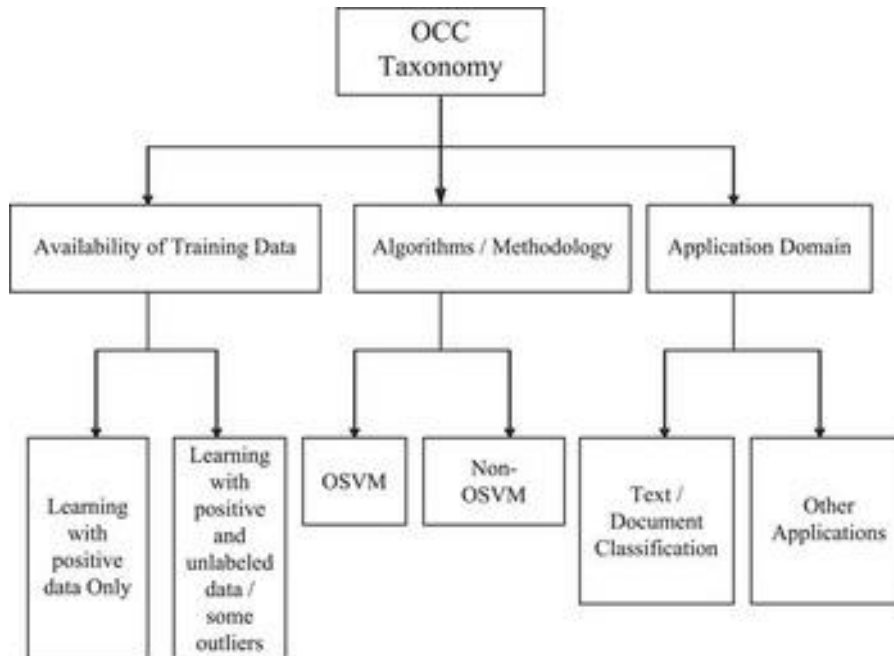 OCC
Taxonomy
Availability of Training Data
Algorithms / Methodology
Application Domain
Learning
with
positive
data Only
Learning
with
positive
and
unlabeled
data /
some
outliers
OSVM
Non-
OSVM
Text /
Document
Classification
Other
Applications